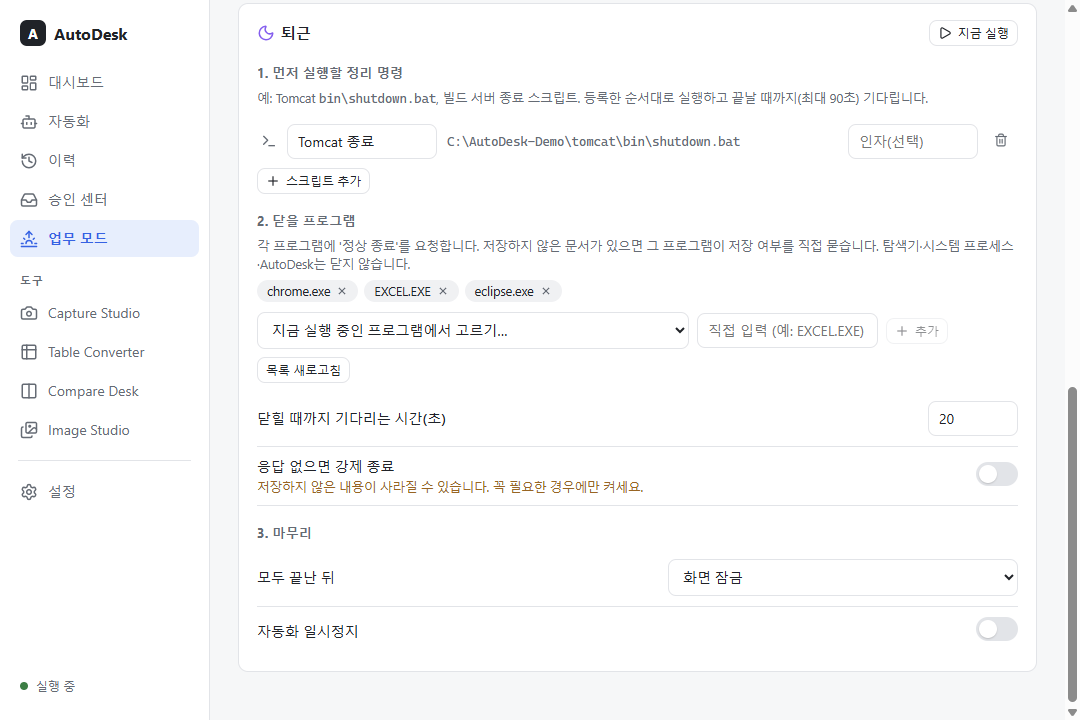 A AutoDesk
대시보드
자동화
이력
승인 센터
업무 모드
도구
Capture Studio
Table Converter
Compare Desk
Image Studio
설정
실행 중
퇴근
지금 실행
1. 먼저 실행할 정리 명령
예: Tomcat bin\shutdown.bat, 빌드 서버 종료 스크립트. 등록한 순서대로 실행하고 끝날 때까지(최대 90초) 기다립니다.
Tomcat 종료 C:\AutoDesk-Demo\tomcat\bin\shutdown.bat 인자(선택)
+ 스크립트 추가
2. 닫을 프로그램
각 프로그램에 '정상 종료'를 요청합니다. 저장하지 않은 문서가 있으면 그 프로그램이 저장 여부를 직접 묻습니다. 탐색기·시스템 프로세스
·AutoDesk는 닫지 않습니다.
chrome.exe × EXCEL.EXE × eclipse.exe ×
지금 실행 중인 프로그램에서 고르기... 직접 입력 (예: EXCEL.EXE) + 추가
목록 새로고침
닫힐 때까지 기다리는 시간(초) 20
응답 없으면 강제 종료
저장하지 않은 내용이 사라질 수 있습니다. 꼭 필요한 경우에만 켜세요.
3. 마무리
모두 끝난 뒤 화면 잠금
자동화 일시정지